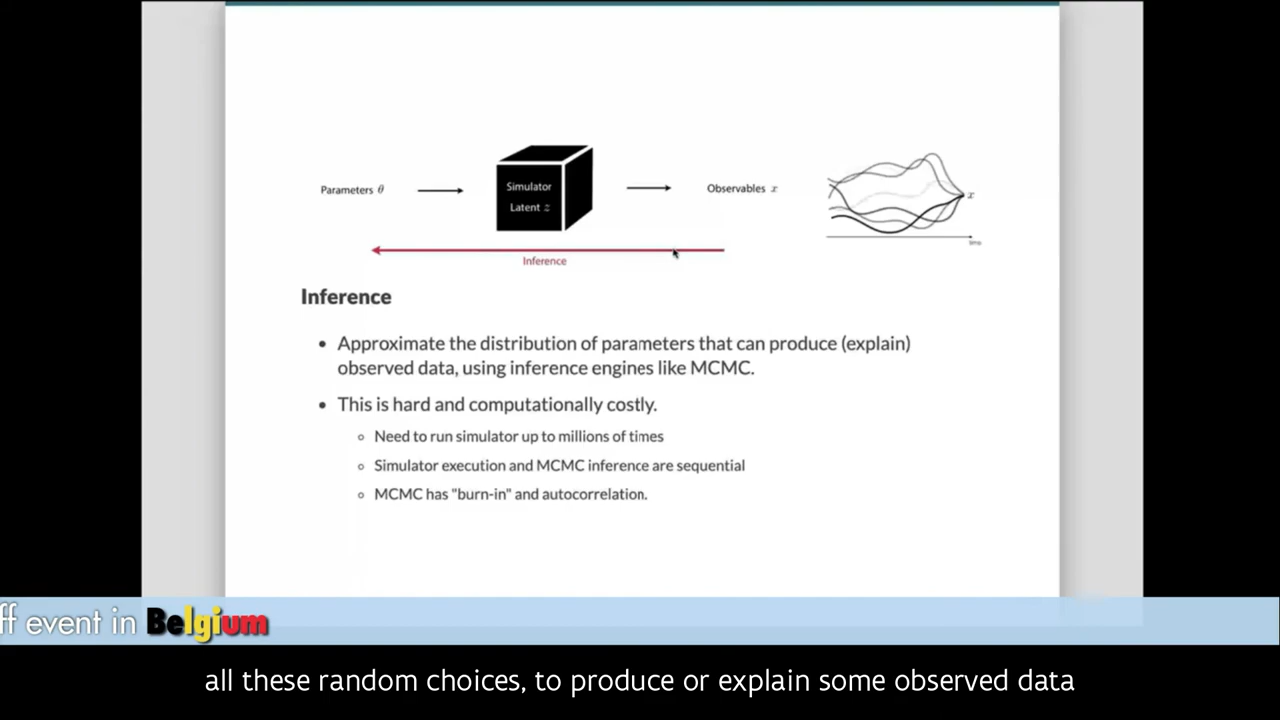 Parameters θ
Simulator
Latent z
Observables x
x
time
Inference
Inference
• Approximate the distribution of parameters that can produce (explain)
observed data, using inference engines like MCMC.
• This is hard and computationally costly.
◦ Need to run simulator up to millions of times
◦ Simulator execution and MCMC inference are sequential
◦ MCMC has "burn-in" and autocorrelation.
ff event in Belgium
all these random choices, to produce or explain some observed data